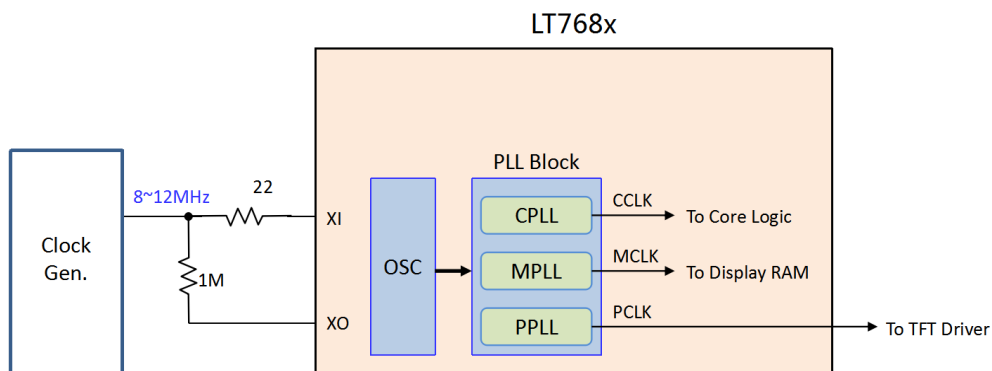 LT768x
PLL Block
8~12MHz
22
XI
CPLL
CCLK
To Core Logic
Clock
Gen.
1M
OSC
MPLL
MCLK
To Display RAM
XO
PPLL
PCLK
To TFT Driver